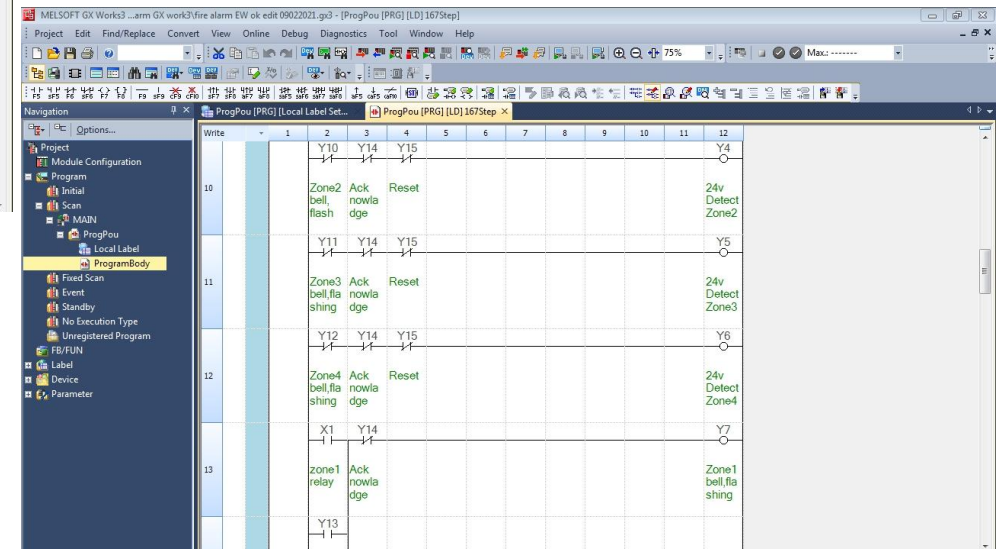 MELSOFT GX Works3 ...arm GX work3\fire alarm EW ok edit 09022021.gx3 - [ProgPou [PRG] [LD] 167Step]
Project Edit Find/Replace Convert View Online Debug Diagnostics Tool Window Help
75% Max.: -------
Navigation
ProgPou [PRG] [Local Label Set...
ProgPou [PRG] [LD] 167Step
Options...
Project
Module Configuration
Program
Initial
Scan
MAIN
ProgPou
Local Label
ProgramBody
Fixed Scan
Event
Standby
No Execution Type
Unregistered Program
FB/FUN
Label
Device
Parameter
Write 1 2 3 4 5 6 7 8 9 10 11 12
Y10 Y14 Y15 Y4
10
Zone2 Ack Reset 24v
bell, nowla Detect
flash dge Zone2
Y11 Y14 Y15 Y5
11
Zone3 Ack Reset 24v
bell,fla nowla Detect
shing dge Zone3
Y12 Y14 Y15 Y6
12
Zone4 Ack Reset 24v
bell,fla nowla Detect
shing dge Zone4
X1 Y14 Y7
13
zone1 Ack Zone1
relay nowla bell,fla
dge shing
Y13